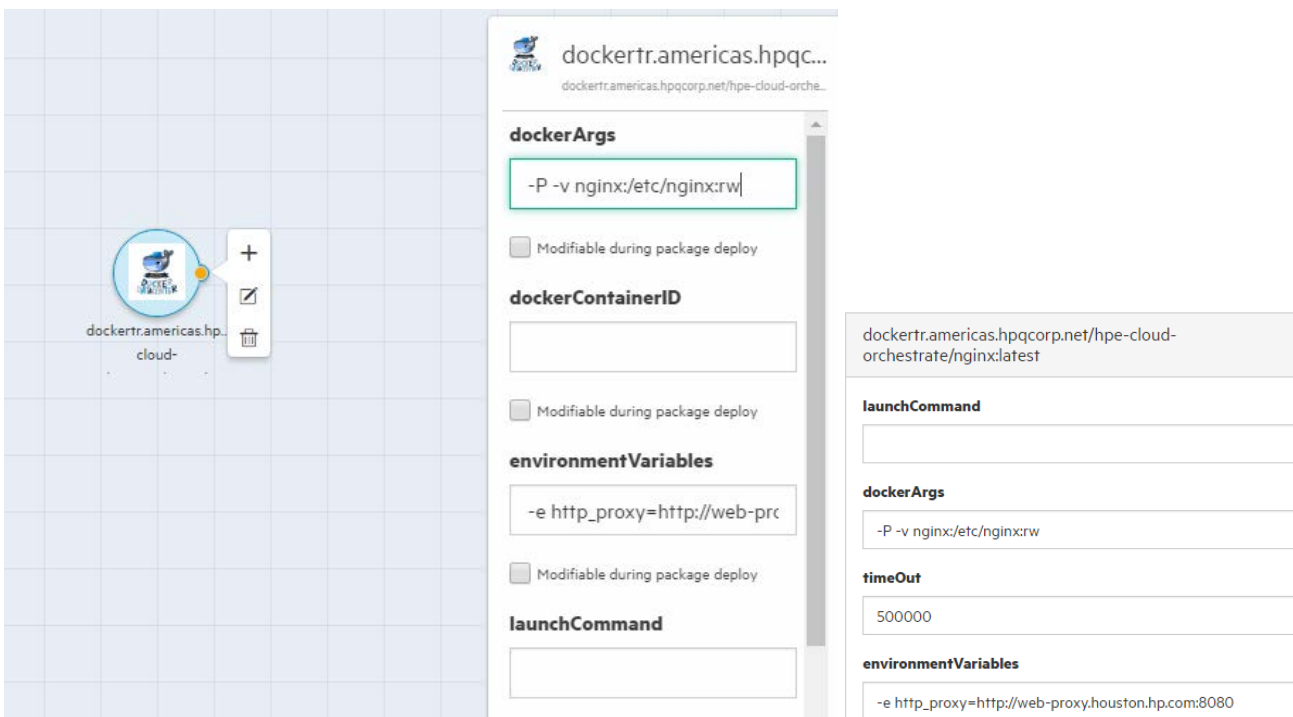 dockertr.americas.hpqc...
dockertr.americas.hpqcorp.net/hpe-cloud-orche...
dockerArgs
-P -v nginx:/etc/nginx:rw
Modifiable during package deploy
dockerContainerID
Modifiable during package deploy
environmentVariables
-e http_proxy=http://web-prc
Modifiable during package deploy
launchCommand
dockertr.americas.hp...
cloud-
dockertr.americas.hpqcorp.net/hpe-cloud-
orchestrate/nginx:latest
launchCommand
dockerArgs
-P -v nginx:/etc/nginx:rw
timeOut
500000
environmentVariables
-e http_proxy=http://web-proxy.houston.hp.com:8080